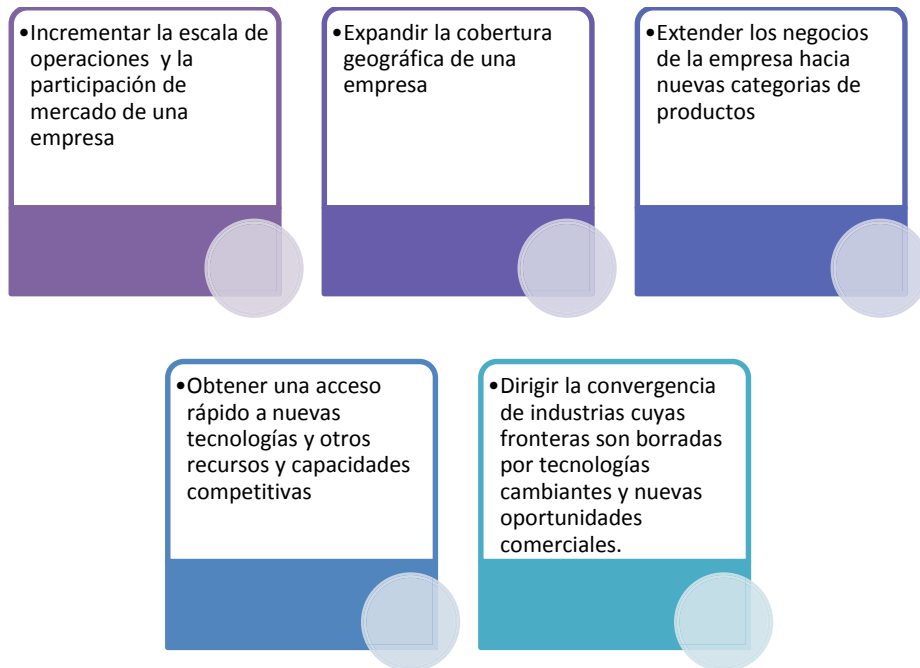 •Incrementar la escala de
operaciones y la
participación de
mercado de una
empresa
•Expandir la cobertura
geográfica de una
empresa
•Extender los negocios
de la empresa hacia
nuevas categorias de
productos
•Obtener una acceso
rápido a nuevas
tecnologías y otros
recursos y capacidades
competitivas
•Dirigir la convergencia
de industrias cuyas
fronteras son borradas
por tecnologías
cambiantes y nuevas
oportunidades
comerciales.